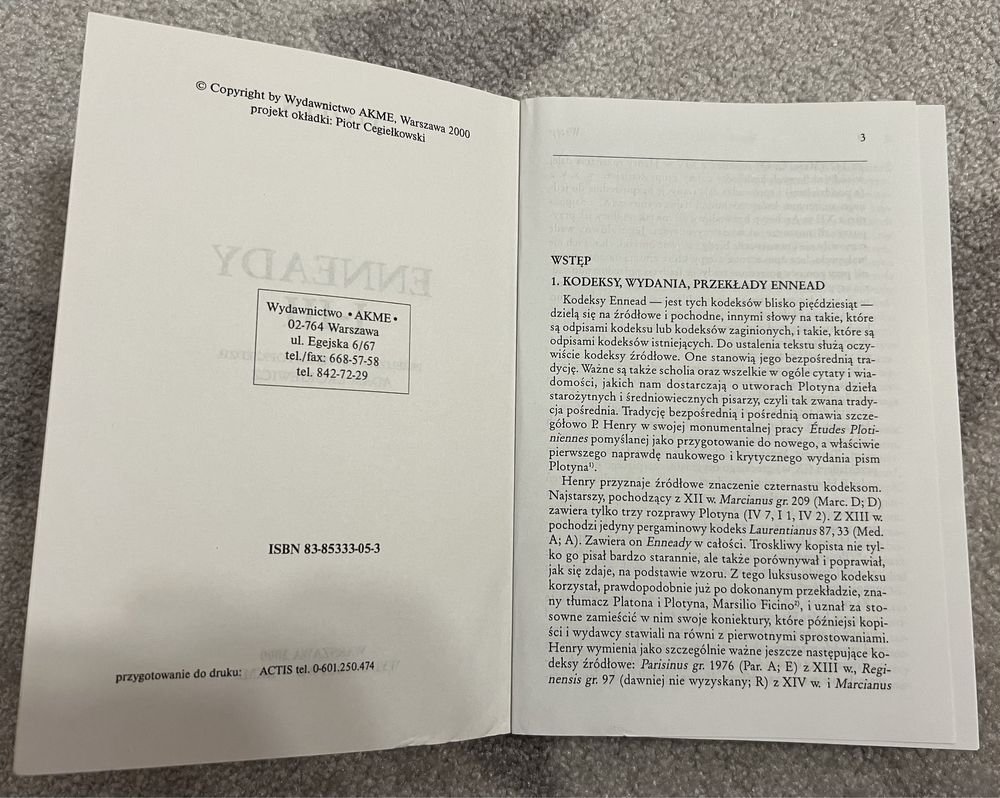 © Copyright by Wydawnictwo AKME, Warszawa 2000
projekt okładki: Piotr Cegiełkowski
ENNEADY
Wydawnictwo • AKME •
02-764 Warszawa
ul. Egejska 6/67
tel./fax: 668-57-58
tel. 842-72-29
ISBN 83-85333-05-3
WARSZAWA 2000
przygotowanie do druku: ACTIS tel. 0-601.250.474
3
WSTĘP
1. KODEKSY, WYDANIA, PRZEKŁADY ENNEAD
Kodeksy Ennead — jest tych kodeksów blisko pięćdziesiąt —
dzielą się na źródłowe i pochodne, innymi słowy na takie, które
są odpisami kodeksu lub kodeksów zaginionych, i takie, które są
odpisami kodeksów istniejących. Do ustalenia tekstu służą oczy-
wiście kodeksy źródłowe. One stanowią jego bezpośrednią tra-
dycję. Ważne są także scholia oraz wszelkie w ogóle cytaty i wia-
domości, jakich nam dostarczają o utworach Plotyna dzieła
starożytnych i średniowiecznych pisarzy, czyli tak zwana trady-
cja pośrednia. Tradycję bezpośrednią i pośrednią omawia szcze-
gółowo P. Henry w swojej monumentalnej pracy Études Ploti-
niennes pomyślanej jako przygotowanie do nowego, a właściwie
pierwszego naprawdę naukowego i krytycznego wydania pism
Plotyna¹⁾.
Henry przyznaje źródłowe znaczenie czternastu kodeksom.
Najstarszy, pochodzący z XII w. Marcianus gr. 209 (Marc. D; D)
zawiera tylko trzy rozprawy Plotyna (IV 7, I 1, IV 2). Z XIII w.
pochodzi jedyny pergaminowy kodeks Laurentianus 87, 33 (Med.
A; A). Zawiera on Enneady w całości. Troskliwy kopista nie tyl-
ko go pisał bardzo starannie, ale także porównywał i poprawiał,
jak się zdaje, na podstawie wzoru. Z tego luksusowego kodeksu
korzystał, prawdopodobnie już po dokonanym przekładzie, zna-
ny tłumacz Platona i Plotyna, Marsilio Ficino²⁾, i uznał za sto-
sowne zamieścić w nim swoje koniektury, które późniejsi kopi-
ści i wydawcy stawiali na równi z pierwotnymi sprostowaniami.
Henry wymienia jako szczególnie ważne jeszcze następujące ko-
deksy źródłowe: Parisinus gr. 1976 (Par. A; E) z XIII w., Regi-
nensis gr. 97 (dawniej nie wyzyskany; R) z XIV w. i Marcianus